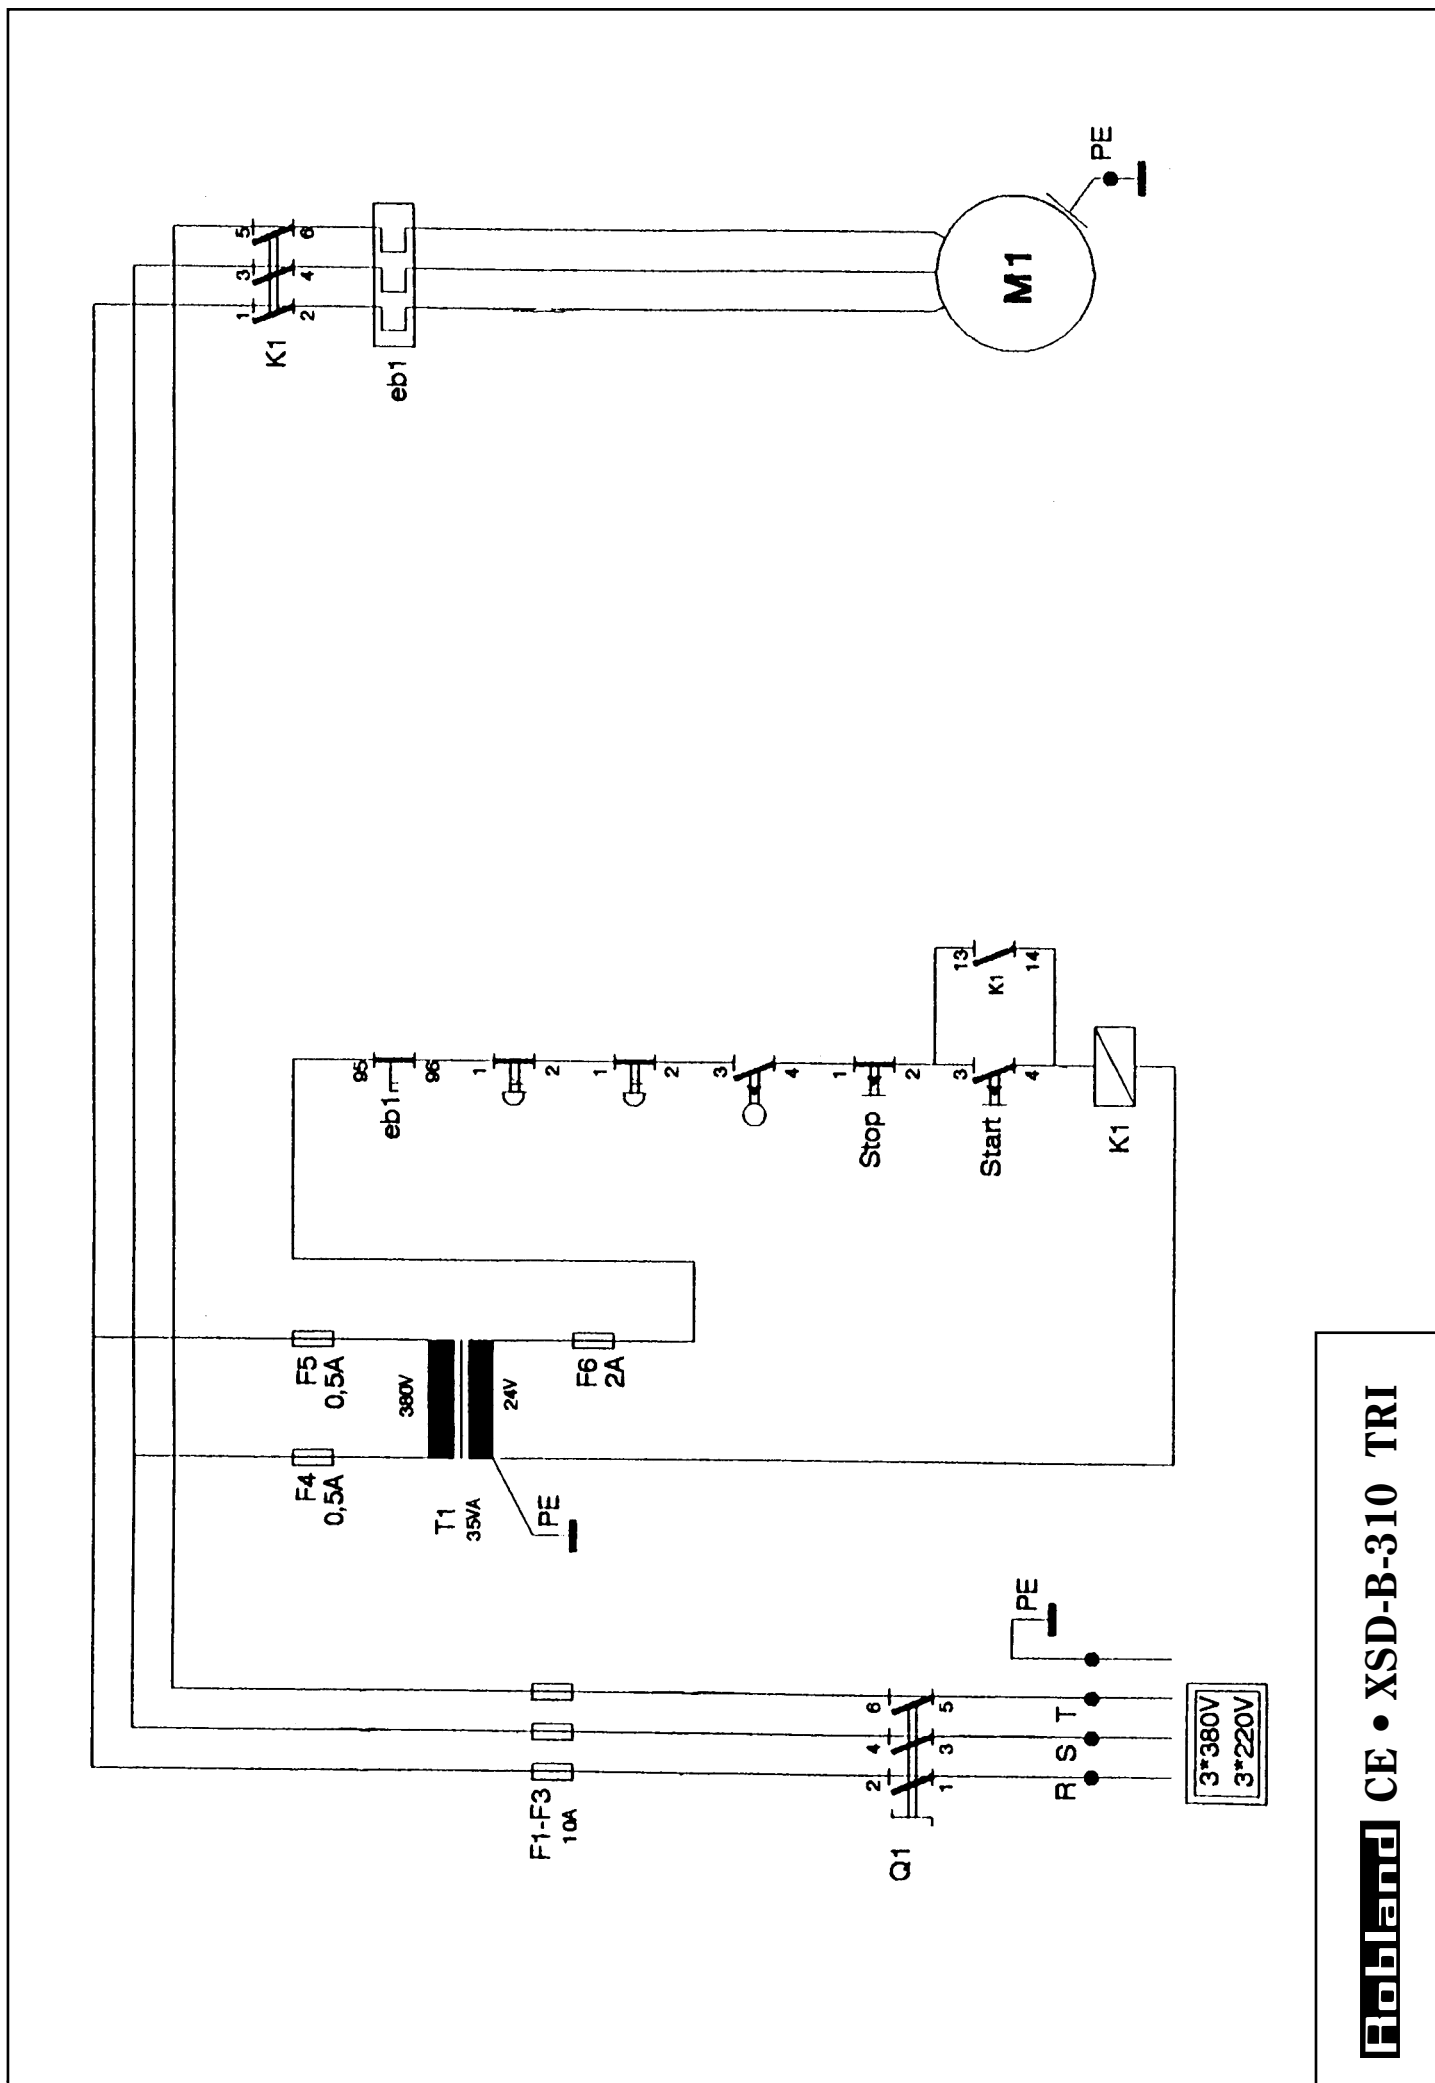 F1-F3
10A
Q1
2
4
6
1
3
5
R
S
T
PE
3*380V
3*220V
F4
0,5A
F5
0,5A
T1
35VA
380V
24V
PE
F6
2A
95
96
eb1
1
2
1
2
3
4
1
2
Stop
3
4
Start
13
14
K1
K1
1
3
5
2
4
6
K1
eb1
M1
PE
Robland CE • XSD-B-310 TRI